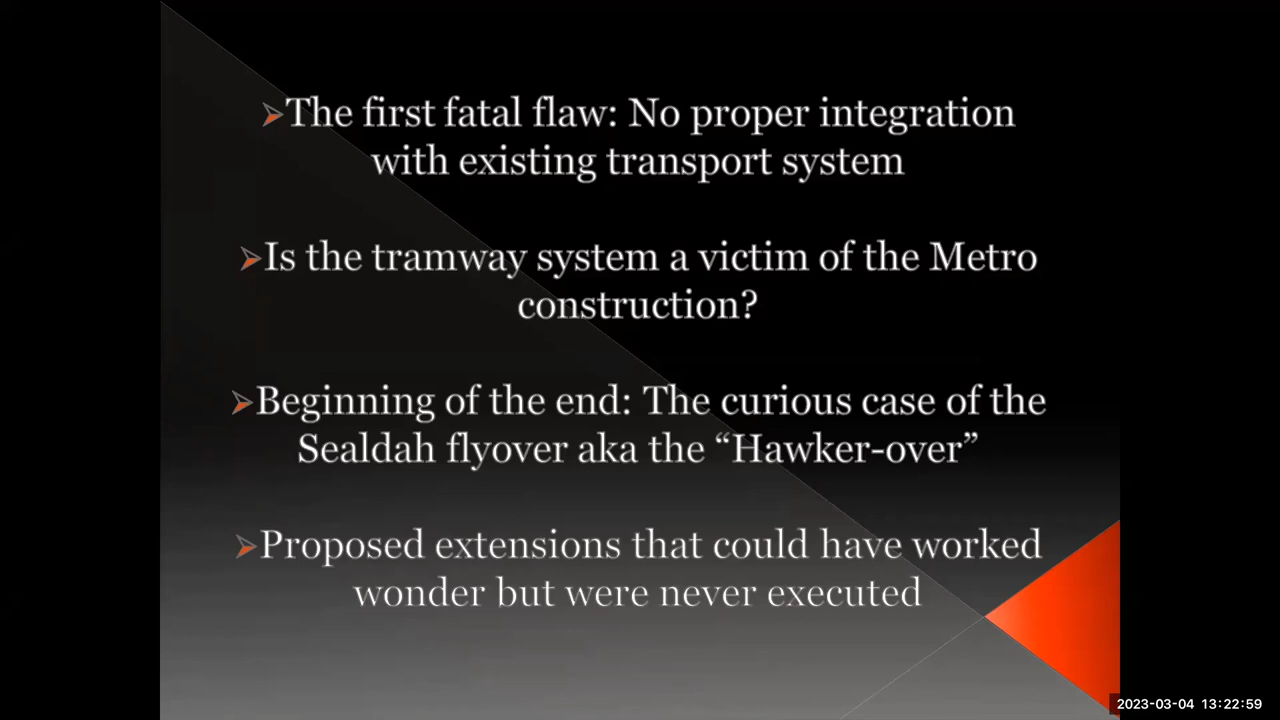 ➢The first fatal flaw: No proper integration
with existing transport system
➢Is the tramway system a victim of the Metro
construction?
➢Beginning of the end: The curious case of the
Sealdah flyover aka the “Hawker-over”
➢Proposed extensions that could have worked
wonder but were never executed
2023-03-04 13:22:59